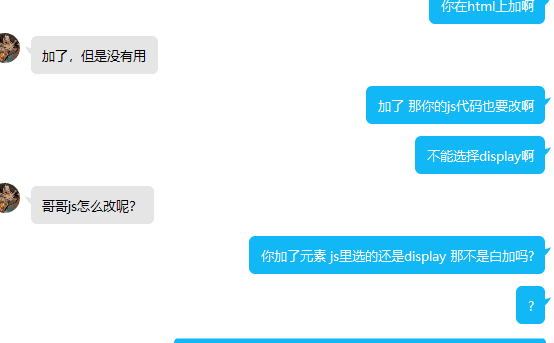 你在html上加啊
加了，但是没有用
加了 那你的js代码也要改啊
不能选择display啊
哥哥js怎么改呢?
你加了元素 js里选的还是display 那不是白加吗?
?